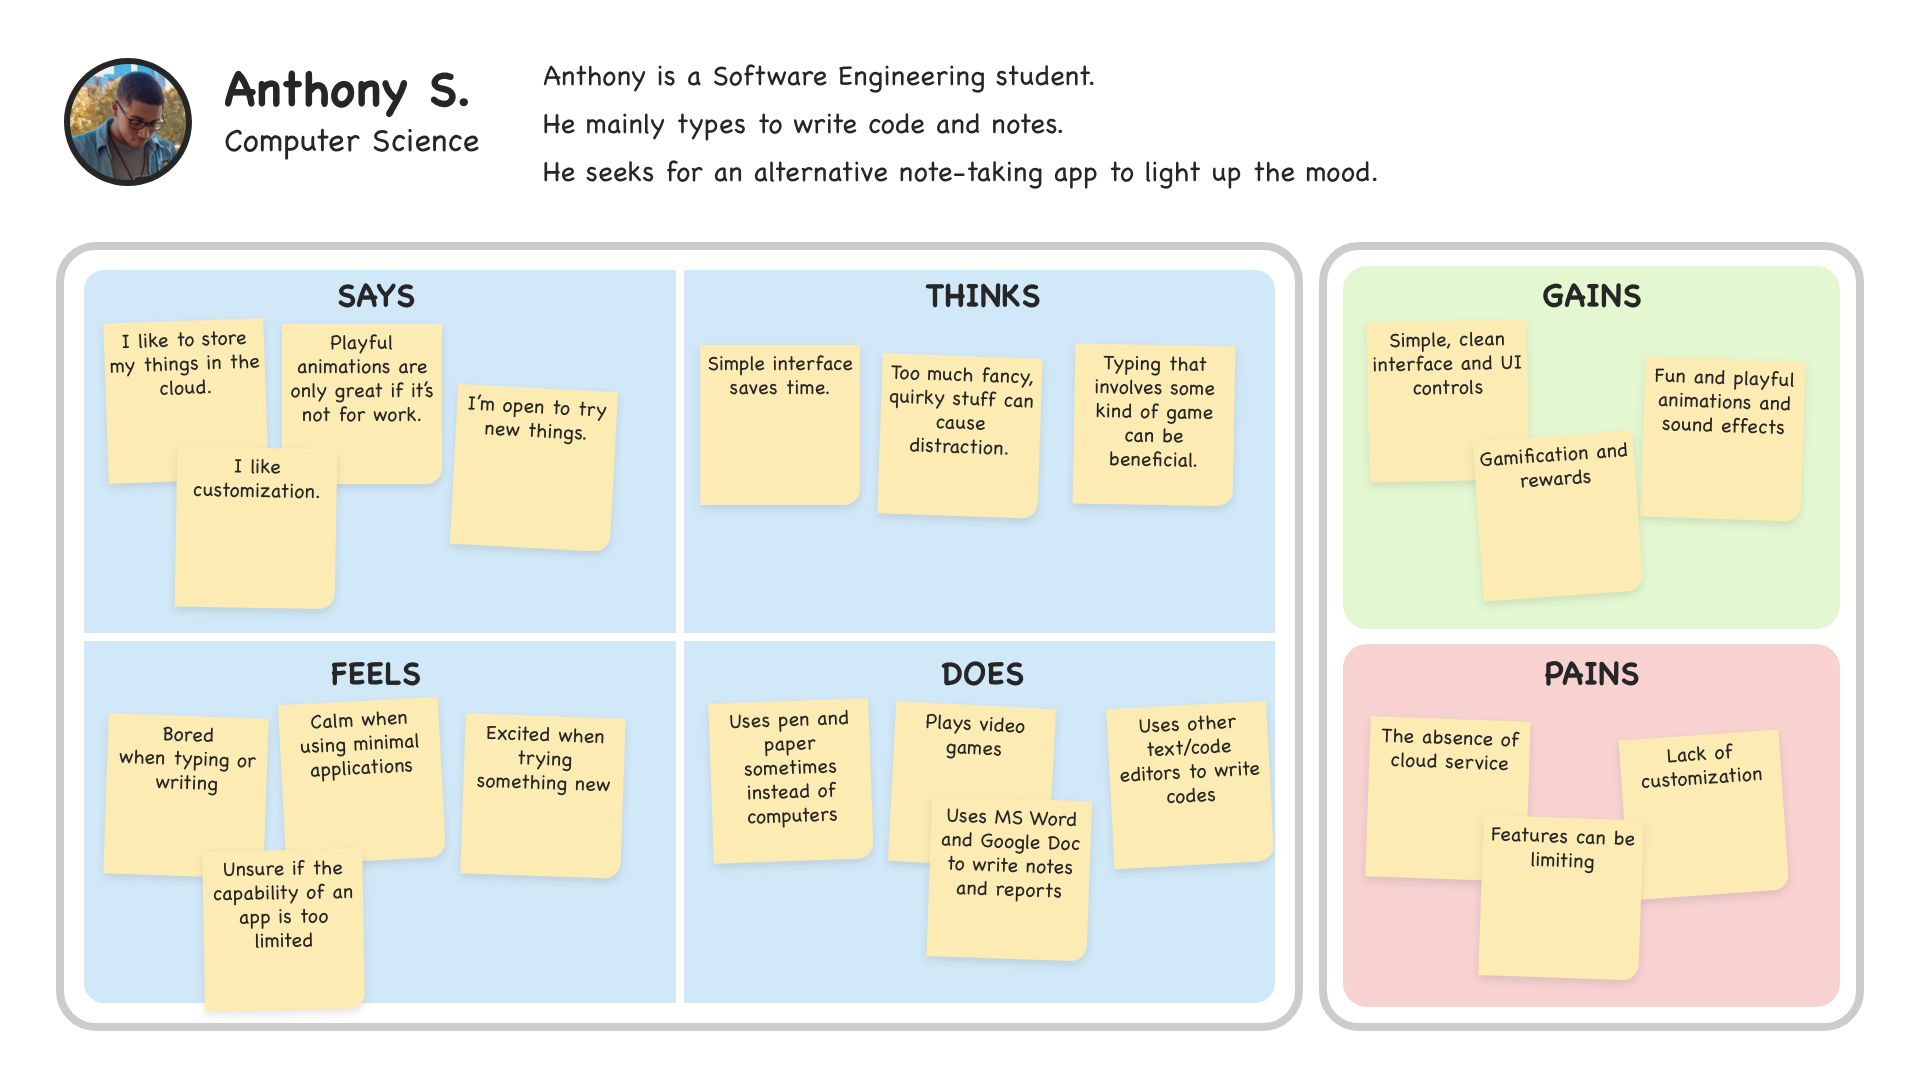 Anthony S.
Computer Science
Anthony is a Software Engineering student.
He mainly types to write code and notes.
He seeks for an alternative note-taking app to light up the mood.
SAYS
I like to store
my things in the
cloud.
Playful
animations are
only great if it's
not for work.
I'm open to try
new things.
I like
customization.
THINKS
Simple interface
saves time.
Too much fancy,
quirky stuff can
cause
distraction.
Typing that
involves some
kind of game
can be
beneficial.
FEELS
Bored
when typing or
writing
Calm when
using minimal
applications
Excited when
trying
something new
Unsure if the
capability of an
app is too
limited
DOES
Uses pen and
paper
sometimes
instead of
computers
Plays video
games
Uses other
text/code
editors to write
codes
Uses MS Word
and Google Doc
to write notes
and reports
GAINS
Simple, clean
interface and UI
controls
Fun and playful
animations and
sound effects
Gamification and
rewards
PAINS
The absence of
cloud service
Lack of
customization
Features can be
limiting